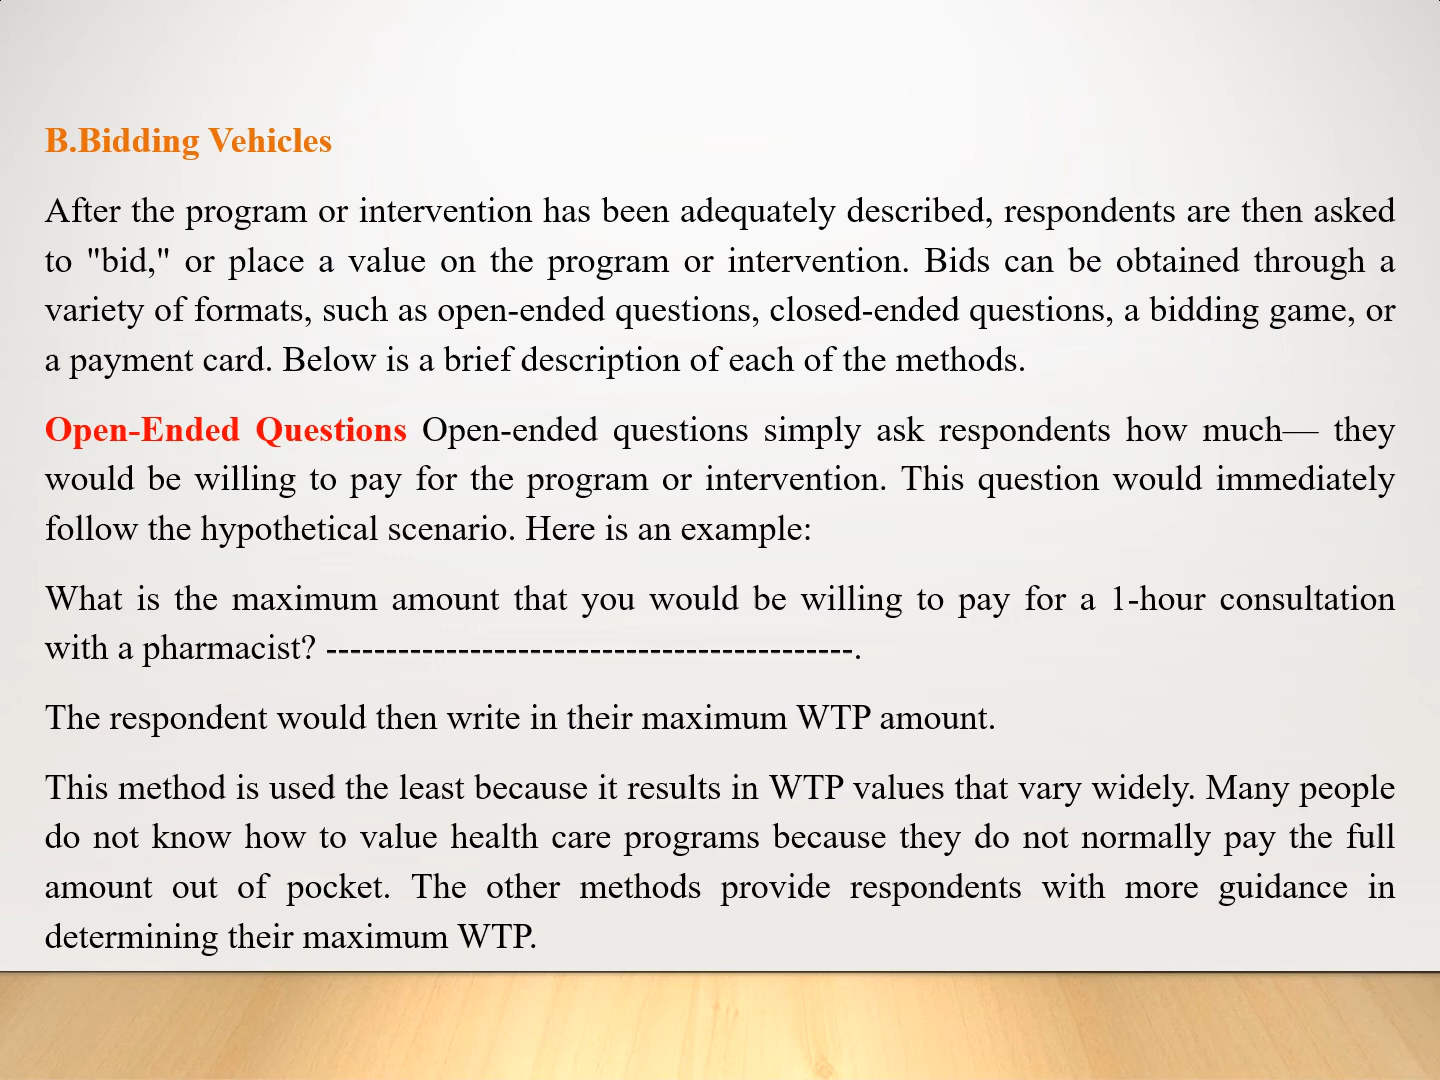 B.Bidding Vehicles
After the program or intervention has been adequately described, respondents are then asked
to "bid," or place a value on the program or intervention. Bids can be obtained through a
variety of formats, such as open-ended questions, closed-ended questions, a bidding game, or
a payment card. Below is a brief description of each of the methods.
Open-Ended Questions Open-ended questions simply ask respondents how much— they
would be willing to pay for the program or intervention. This question would immediately
follow the hypothetical scenario. Here is an example:
What is the maximum amount that you would be willing to pay for a 1-hour consultation
with a pharmacist? --------------------------------------------.
The respondent would then write in their maximum WTP amount.
This method is used the least because it results in WTP values that vary widely. Many people
do not know how to value health care programs because they do not normally pay the full
amount out of pocket. The other methods provide respondents with more guidance in
determining their maximum WTP.